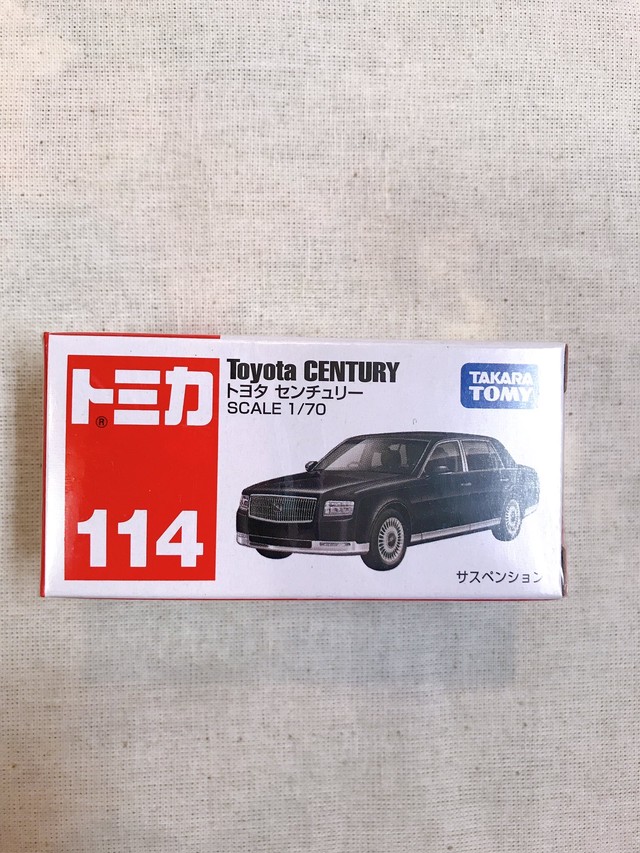 トミカ®
114
Toyota CENTURY
トヨタ センチュリー
SCALE 1/70
TAKARA
TOMY
サスペンション